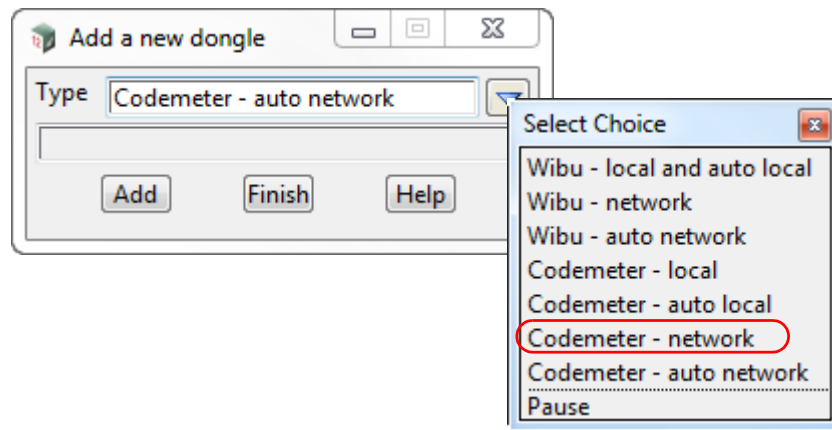 Add a new dongle
Type Codemeter - auto network
Add Finish Help
Select Choice
Wibu - local and auto local
Wibu - network
Wibu - auto network
Codemeter - local
Codemeter - auto local
Codemeter - network
Codemeter - auto network
Pause